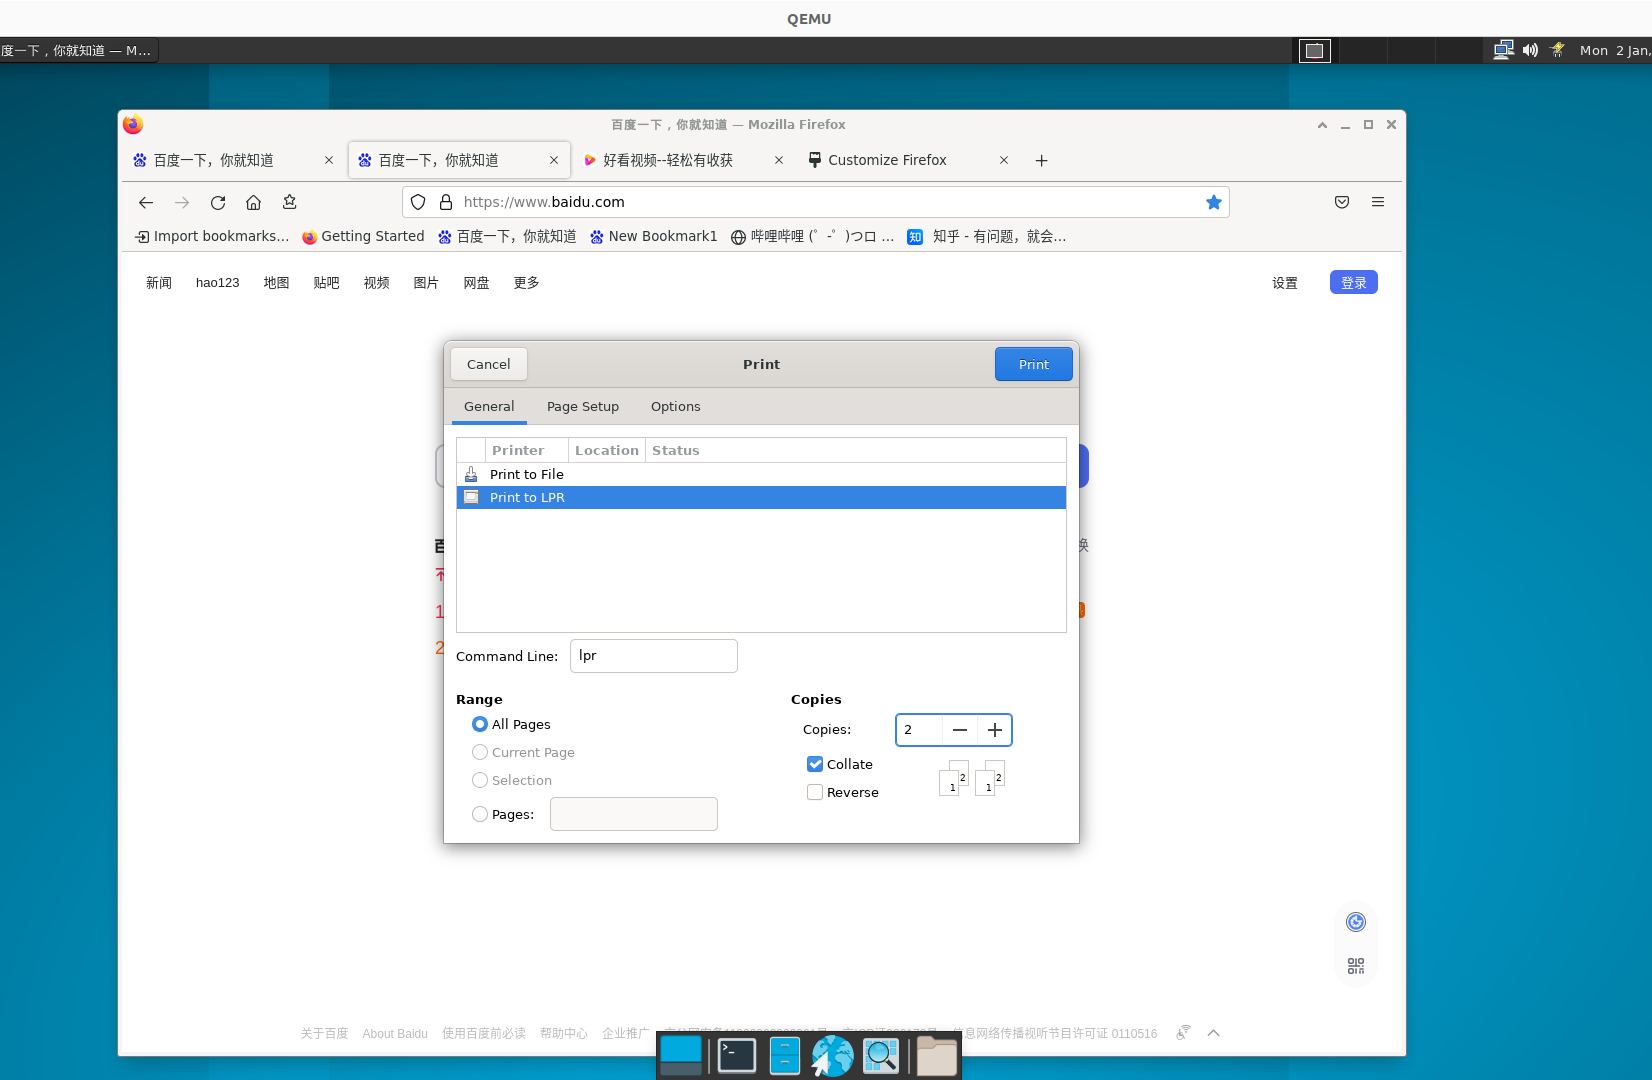 QEMU
度一下，你就知道 — M...
Mon 2 Jan,
百度一下，你就知道 — Mozilla Firefox
百度一下，你就知道
百度一下，你就知道
好看视频--轻松有收获
Customize Firefox
https://www.baidu.com
Import bookmarks...
Getting Started
百度一下，你就知道
New Bookmark1
哔哩哔哩 (゜-゜)つロ ...
知乎 - 有问题，就会...
新闻 hao123 地图 贴吧 视频 图片 网盘 更多
设置 登录
Cancel
Print
Print
General
Page Setup
Options
Printer Location Status
Print to File
Print to LPR
换
1
2
Command Line: lpr
Range
All Pages
Current Page
Selection
Pages:
Copies
Copies: 2
Collate
Reverse
2 1 2 1
关于百度 About Baidu 使用百度前必读 帮助中心 企业推广
信息网络传播视听节目许可证 0110516